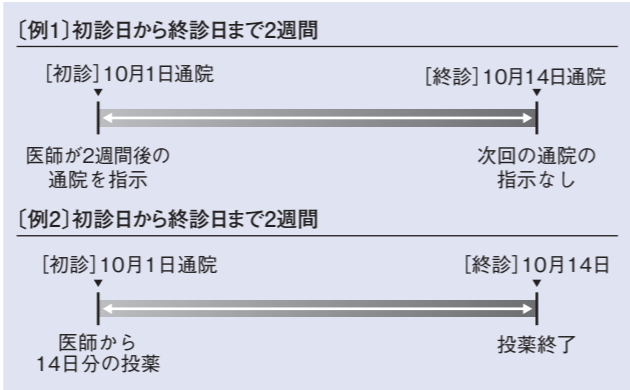 〔例1〕初診日から終診日まで2週間
[初診]10月1日通院
[終診]10月14日通院
医師が2週間後の
通院を指示
次回の通院の
指示なし
〔例2〕初診日から終診日まで2週間
[初診]10月1日通院
[終診]10月14日
医師から
14日分の投薬
投薬終了